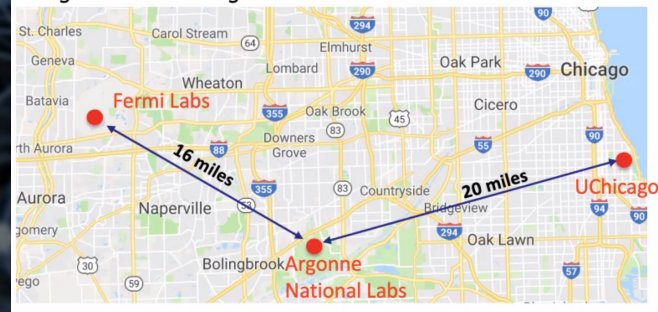 90
St. Charles
Carol Stream
294
64
Elmhurst
Geneva
Lombard
290
Oak Park
290
Chicago
Wheaton
Batavia
Fermi Labs
355
Oak Brook
45
Cicero
83
90
rth Aurora
88
Downers
Grove
55
16 miles
355
83
Countryside
20 miles
UChicago
Aurora
Naperville
53
Bridgeview
94
90
gomery
294
Oak Lawn
30
Bolingbrook
Argonne
National Labs
57
ego
59